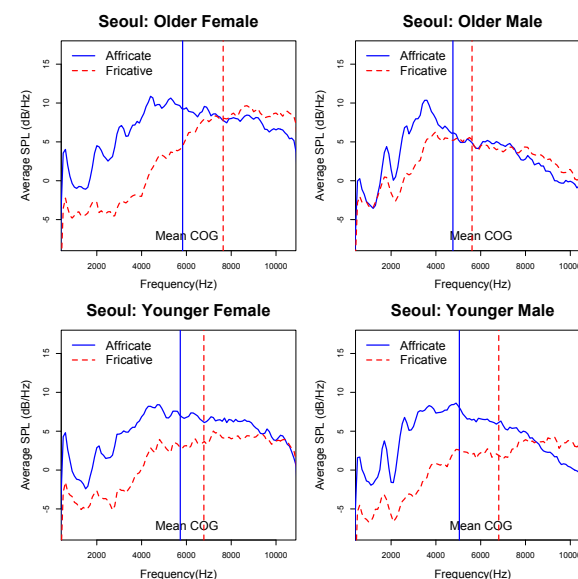 Seoul: Older Female
Affricate
Fricative
15
10
5
0
-5
Average SPL (dB/Hz)
Mean COG
2000 4000 6000 8000 10000
Frequency(Hz)
Seoul: Older Male
Affricate
Fricative
15
10
5
0
-5
Average SPL (dB/Hz)
Mean COG
2000 4000 6000 8000 10000
Frequency(Hz)
Seoul: Younger Female
Affricate
Fricative
15
10
5
0
-5
Average SPL (dB/Hz)
Mean COG
2000 4000 6000 8000 10000
Frequency(Hz)
Seoul: Younger Male
Affricate
Fricative
15
10
5
0
-5
Average SPL (dB/Hz)
Mean COG
2000 4000 6000 8000 10000
Frequency(Hz)